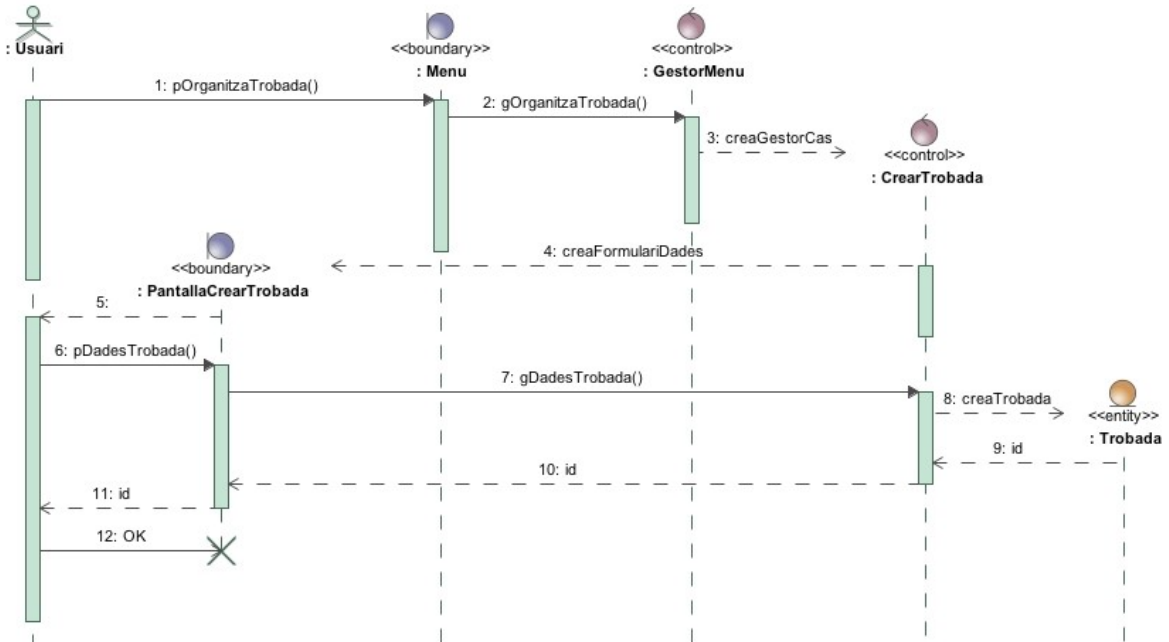 : Usuari
<<boundary>>
: Menu
<<control>>
: GestorMenu
1: pOrganitzaTrobada()
2: gOrganitzaTrobada()
3: creaGestorCas
<<control>>
: CrearTrobada
4: creaFormulariDades
<<boundary>>
: PantallaCrearTrobada
5:
6: pDadesTrobada()
7: gDadesTrobada()
8: creaTrobada
<<entity>>
: Trobada
9: id
10: id
11: id
12: OK